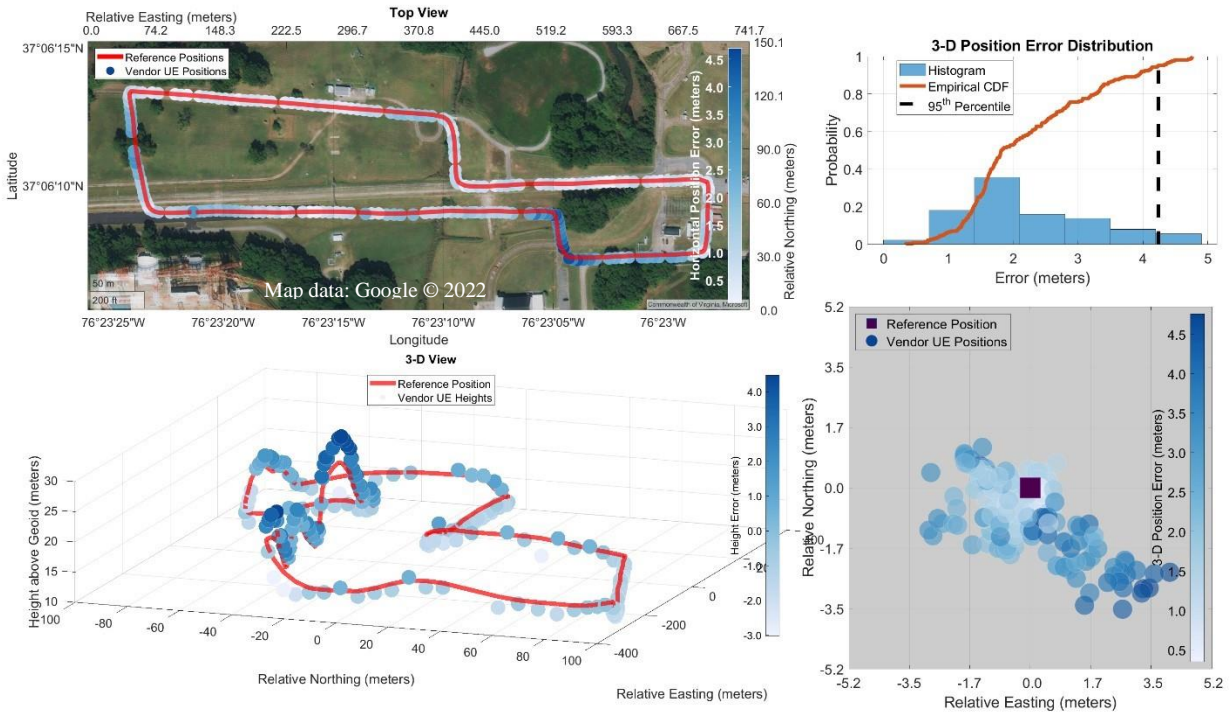 Top View
Relative Easting (meters)
0.0 74.2 148.3 222.5 296.7 370.8 445.0 519.2 593.3 667.5 741.7
37°06'15"N
37°06'10"N
Latitude
Reference Positions
Vendor UE Positions
4.5
4.0
3.5
3.0
2.5
2.0
1.5
1.0
0.5
Horizontal Position Error (meters)
150.1
120.1
90.0
60.0
30.0
0.0
Relative Northing (meters)
50 m
200 ft
Map data: Google © 2022
Commonwealth of Virginia, Microsoft
76°23'25"W 76°23'20"W 76°23'15"W 76°23'10"W 76°23'05"W 76°23'W
Longitude
3-D Position Error Distribution
Histogram
Empirical CDF
95th Percentile
1
0.8
0.6
0.4
0.2
0
Probability
0 1 2 3 4 5
Error (meters)
3-D View
Reference Position
Vendor UE Heights
30
25
20
15
10
Height above Geoid (meters)
100 -80 -60 -40 -20 0 20 40 60 80 100
Relative Northing (meters)
-400
-200
0
Relative Easting (meters)
4.0
3.0
2.0
1.0
0.0
-1.0
-2.0
-3.0
Height Error (meters)
Reference Position
Vendor UE Positions
5.2
3.5
1.7
0.0
-1.7
-3.5
-5.2
Relative Northing (meters)
-5.2 -3.5 -1.7 0.0 1.7 3.5 5.2
Relative Easting (meters)
4.5
4.0
3.5
3.0
2.5
2.0
1.5
1.0
0.5
3-D Position Error (meters)